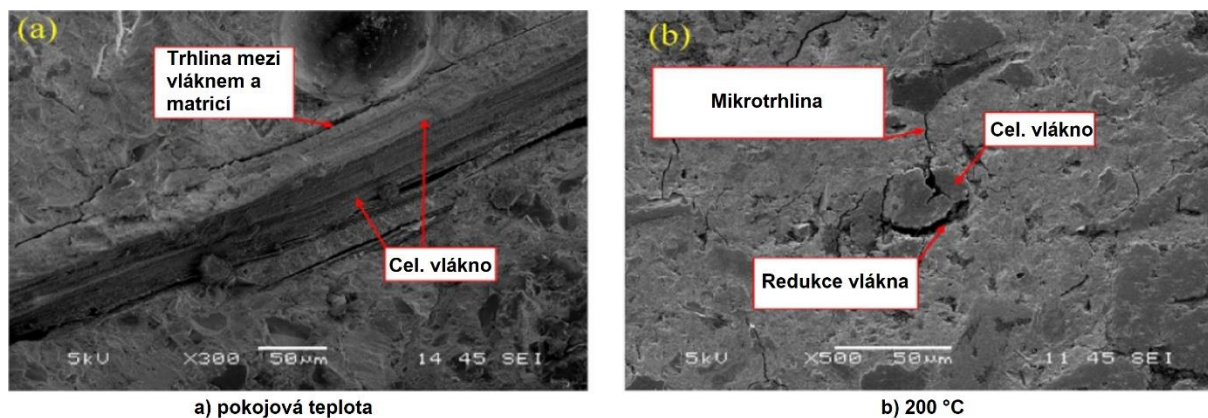 (a)
Trhlina mezi
vláknem a
matricí
Cel. vlákno
5kV X300 50µm 14 45 SEI
a) pokojová teplota
(b)
Mikrotrhlina
Cel. vlákno
Redukce vlákna
5kV X500 50µm 11 45 SEI
b) 200 °C